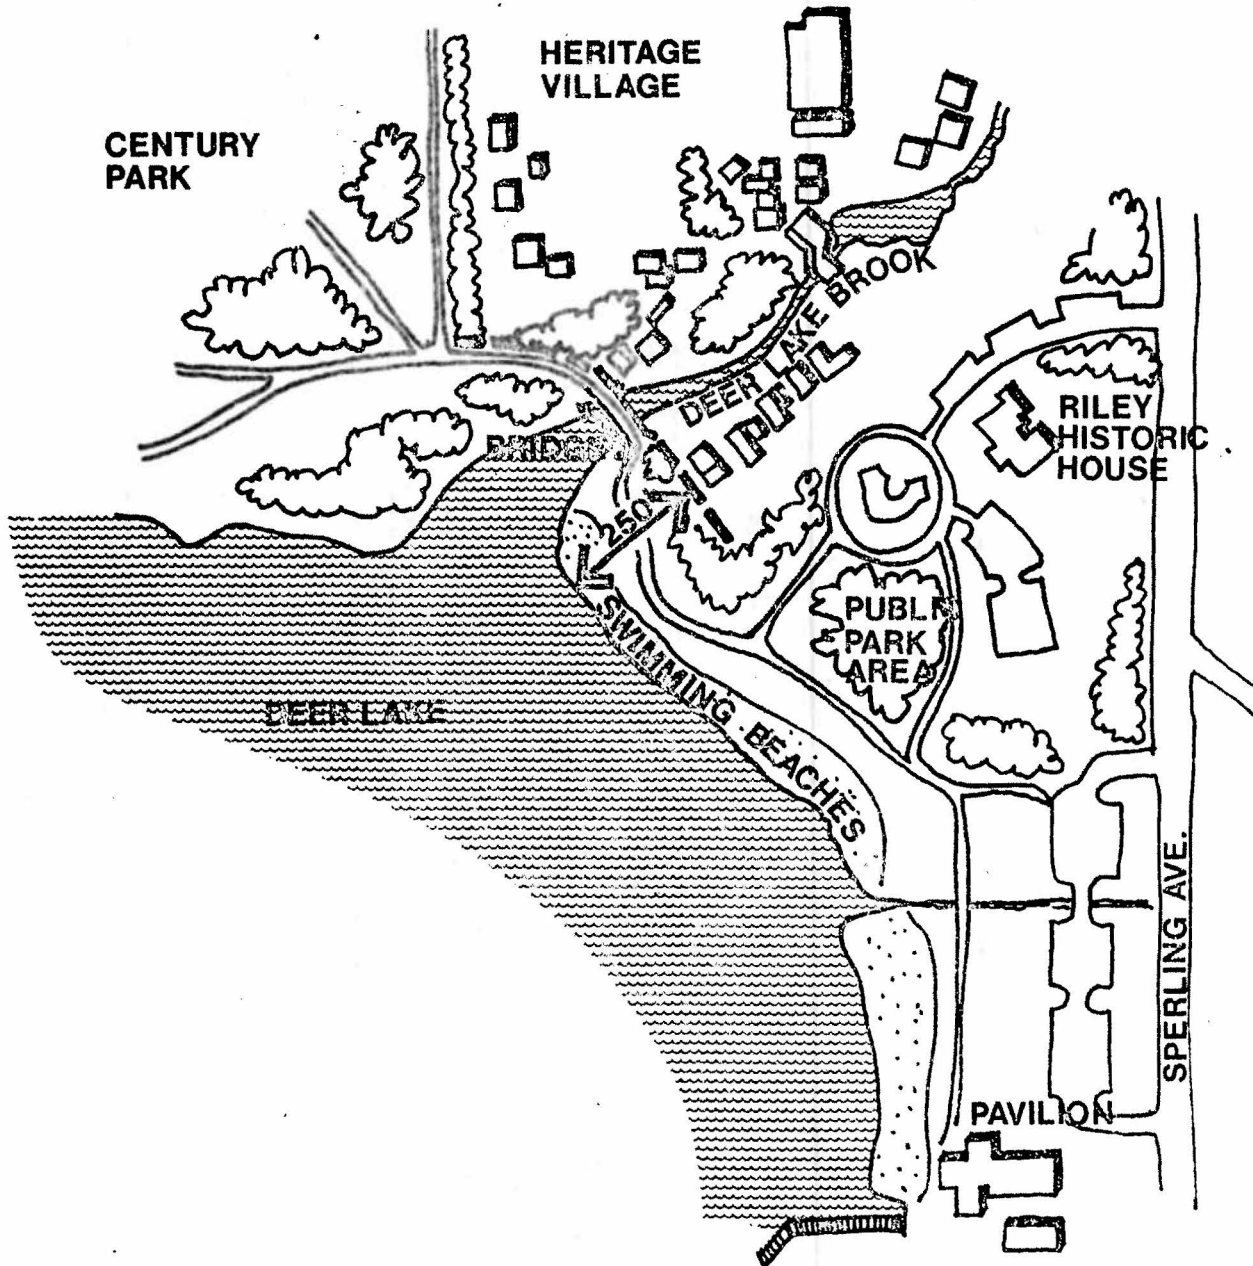 HERITAGE
VILLAGE
CENTURY
PARK
DEER LAKE BROOK
RILEY
HISTORIC
HOUSE
BRIDGE
250
PUBLI
PARK
AREA
SWIMMING BEACHES
DEER LAKE
SPERLING AVE.
PAVILION